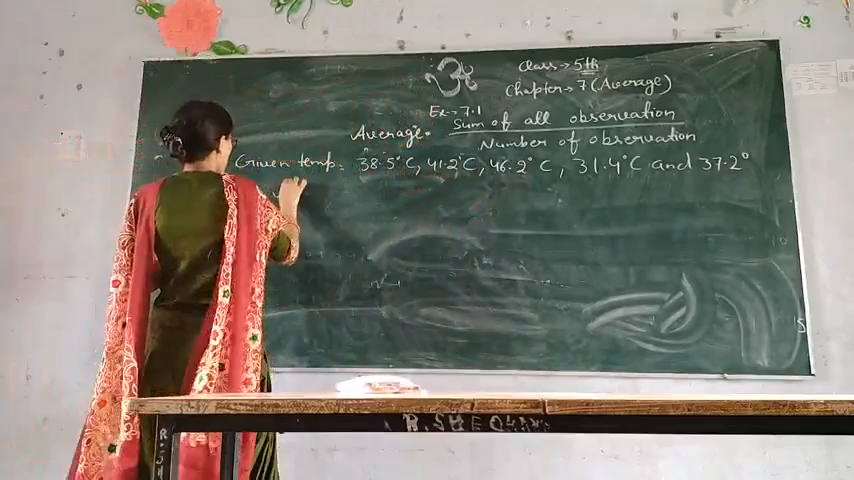 ॐ
Class → 5th
Chapter → 7 (Average)
Ex → 7.1
Average = Sum of all observation
Number of observation
Given temp. = 38.5°C, 41.2°C, 46.2°C, 31.4°C and 37.2°